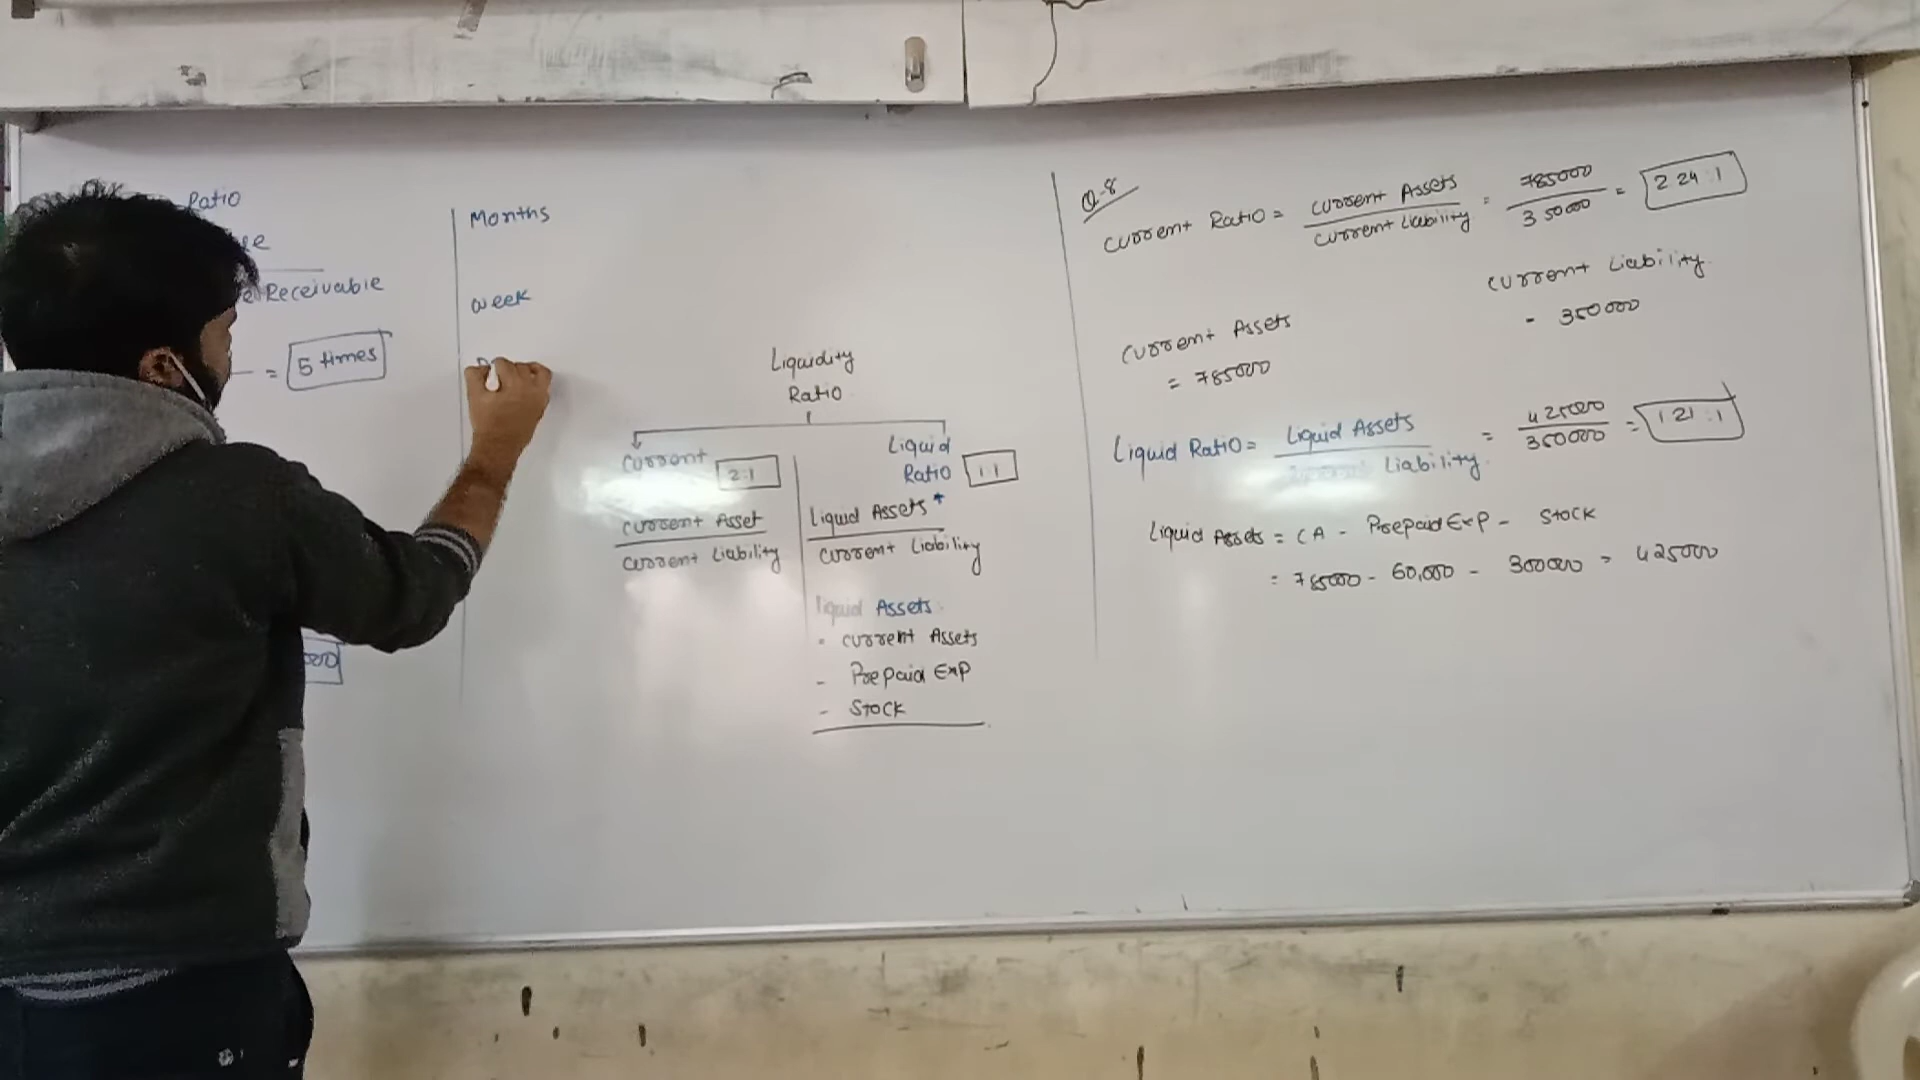 Ratio
Receivable
= 5 times
Months
week
Liquidity
Ratio
Current 2:1
Current Asset
Current Liability
Liquid
Ratio 1:1
Liquid Assets *
Current Liability
liquid Assets
= Current Assets
- Prepaid Exp
- Stock
Q-8
Current Ratio = Current Assets / Current Liability = 785000 / 350000 = 2.24 : 1
Current Liability
= 350000
Current Assets
= 785000
Liquid Ratio = Liquid Assets / Liability = 425000 / 350000 = 1.21 : 1
Liquid Assets = CA - Prepaid Exp - Stock
= 785000 - 60,000 - 300000 = 425000